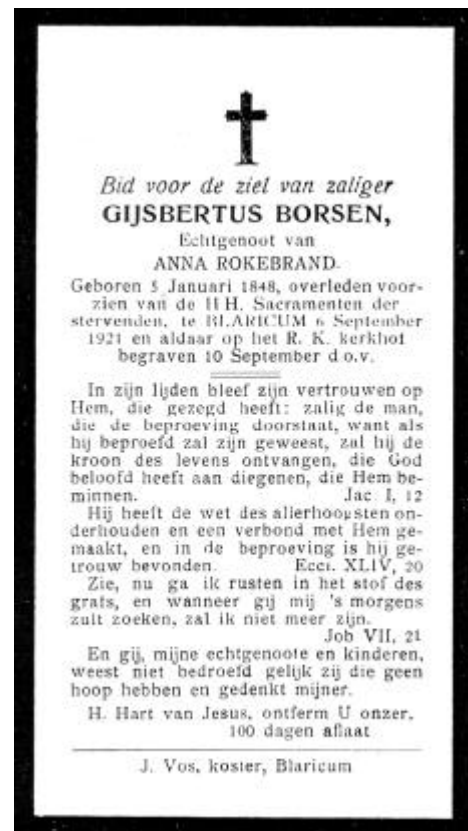 Bid voor de ziel van zaliger
GIJSBERTUS BORSEN,
Echtgenoot van
ANNA ROKEBRAND.
Geboren 5 Januari 1848, overleden voor-
zien van de H H. Sacramenten der
stervenden, te BLARICUM 6 September
1921 en aldaar op het R. K. kerkhof
begraven 10 September d o.v.
In zijn lijden bleef zijn vertrouwen op
Hem, die gezegd heeft: zalig de man,
die de beproeving doorstaat, want als
hij beproefd zal zijn geweest, zal hij de
kroon des levens ontvangen, die God
beloofd heeft aan diegenen, die Hem be-
minnen. Jac I, 12
Hij heeft de wet des allerhoogsten on-
derhouden en een verbond met Hem ge-
maakt, en in de beproeving is hij ge-
trouw bevonden. Eccl. XLIV, 20
Zie, nu ga ik rusten in het stof des
grafs, en wanneer gij mij 's morgens
zult zoeken, zal ik niet meer zijn.
Job VII, 21
En gij, mijne echtgenoote en kinderen,
weest niet bedroefd gelijk zij die geen
hoop hebben en gedenkt mijner.
H. Hart van Jesus, ontferm U onzer,
100 dagen aflaat
J. Vos, koster, Blaricum